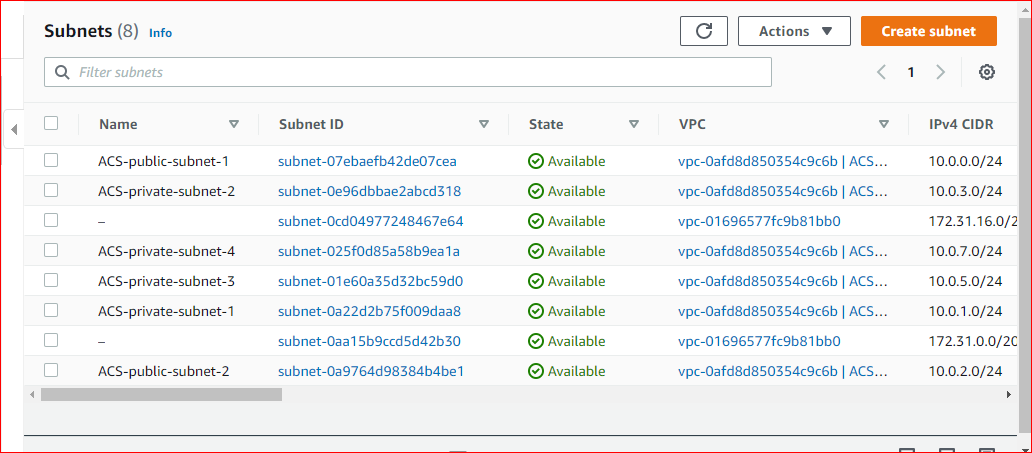 Subnets (8) Info Actions Create subnet
Filter subnets 1
Name Subnet ID State VPC IPv4 CIDR
ACS-public-subnet-1 subnet-07ebaefb42de07cea Available vpc-0afd8d850354c9c6b | ACS... 10.0.0.0/24
ACS-private-subnet-2 subnet-0e96dbbae2abcd318 Available vpc-0afd8d850354c9c6b | ACS... 10.0.3.0/24
– subnet-0cd04977248467e64 Available vpc-01696577fc9b81bb0 172.31.16.0/2
ACS-private-subnet-4 subnet-025f0d85a58b9ea1a Available vpc-0afd8d850354c9c6b | ACS... 10.0.7.0/24
ACS-private-subnet-3 subnet-01e60a35d32bc59d0 Available vpc-0afd8d850354c9c6b | ACS... 10.0.5.0/24
ACS-private-subnet-1 subnet-0a22d2b75f009daa8 Available vpc-0afd8d850354c9c6b | ACS... 10.0.1.0/24
– subnet-0aa15b9ccd5d42b30 Available vpc-01696577fc9b81bb0 172.31.0.0/20
ACS-public-subnet-2 subnet-0a9764d98384b4be1 Available vpc-0afd8d850354c9c6b | ACS... 10.0.2.0/24